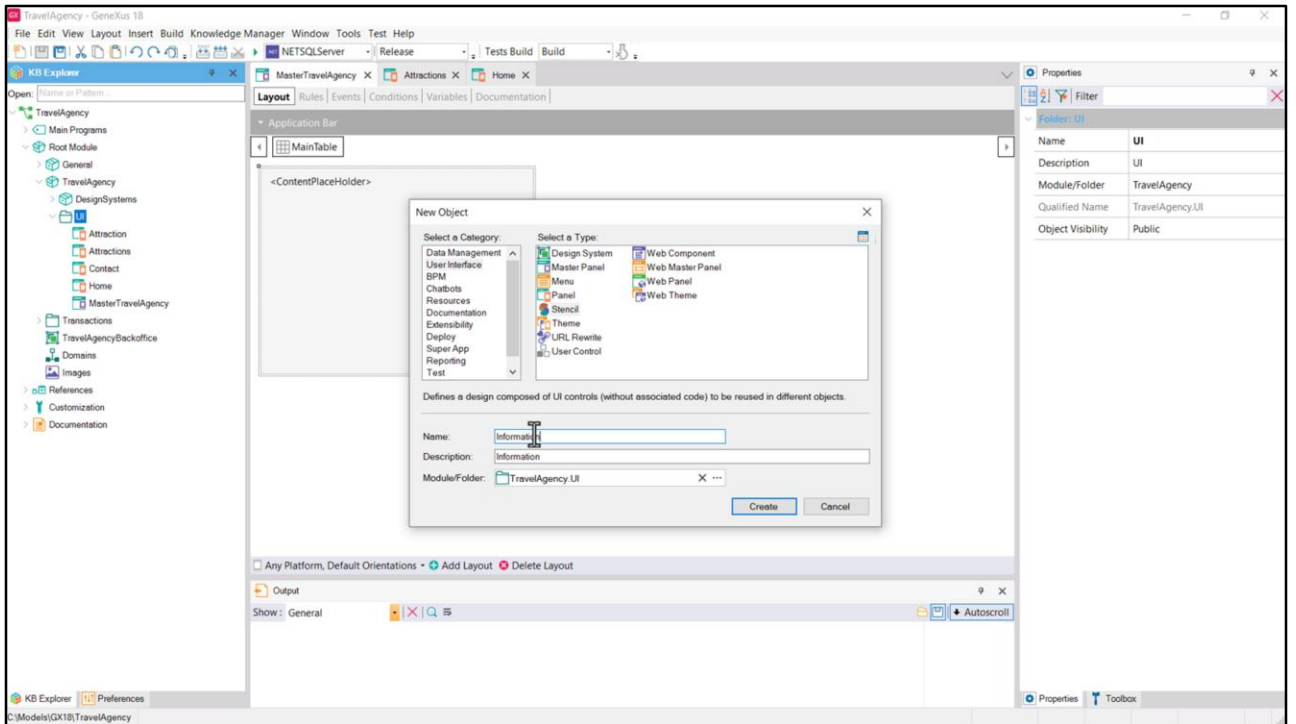 GX TravelAgency - GeneXus 18
File Edit View Layout Insert Build Knowledge Manager Window Tools Test Help
NETSQLServer Release Tests Build Build
KB Explorer
Open: Name or Pattern...
TravelAgency
Main Programs
Root Module
General
TravelAgency
DesignSystems
UI
Attraction
Attractions
Contact
Home
MasterTravelAgency
Transactions
TravelAgencyBackoffice
Domains
Images
References
Customization
Documentation
KB Explorer Preferences
C:\Models\GX18\TravelAgency
MasterTravelAgency X Attractions X Home X
Layout Rules Events Conditions Variables Documentation
Application Bar
MainTable
<ContentPlaceHolder>
New Object
Select a Category:
Data Management
User Interface
BPM
Chatbots
Resources
Documentation
Extensibility
Deploy
Super App
Reporting
Test
Select a Type:
Design System
Master Panel
Menu
Panel
Stencil
Theme
URL Rewrite
User Control
Web Component
Web Master Panel
Web Panel
Web Theme
Defines a design composed of UI controls (without associated code) to be reused in different objects.
Name: Information
Description: Information
Module/Folder: TravelAgency.UI
Create Cancel
Any Platform, Default Orientations Add Layout Delete Layout
Output
Show: General Autoscroll
Properties
Filter
Folder: UI
Name UI
Description UI
Module/Folder TravelAgency
Qualified Name TravelAgency.UI
Object Visibility Public
Properties Toolbox